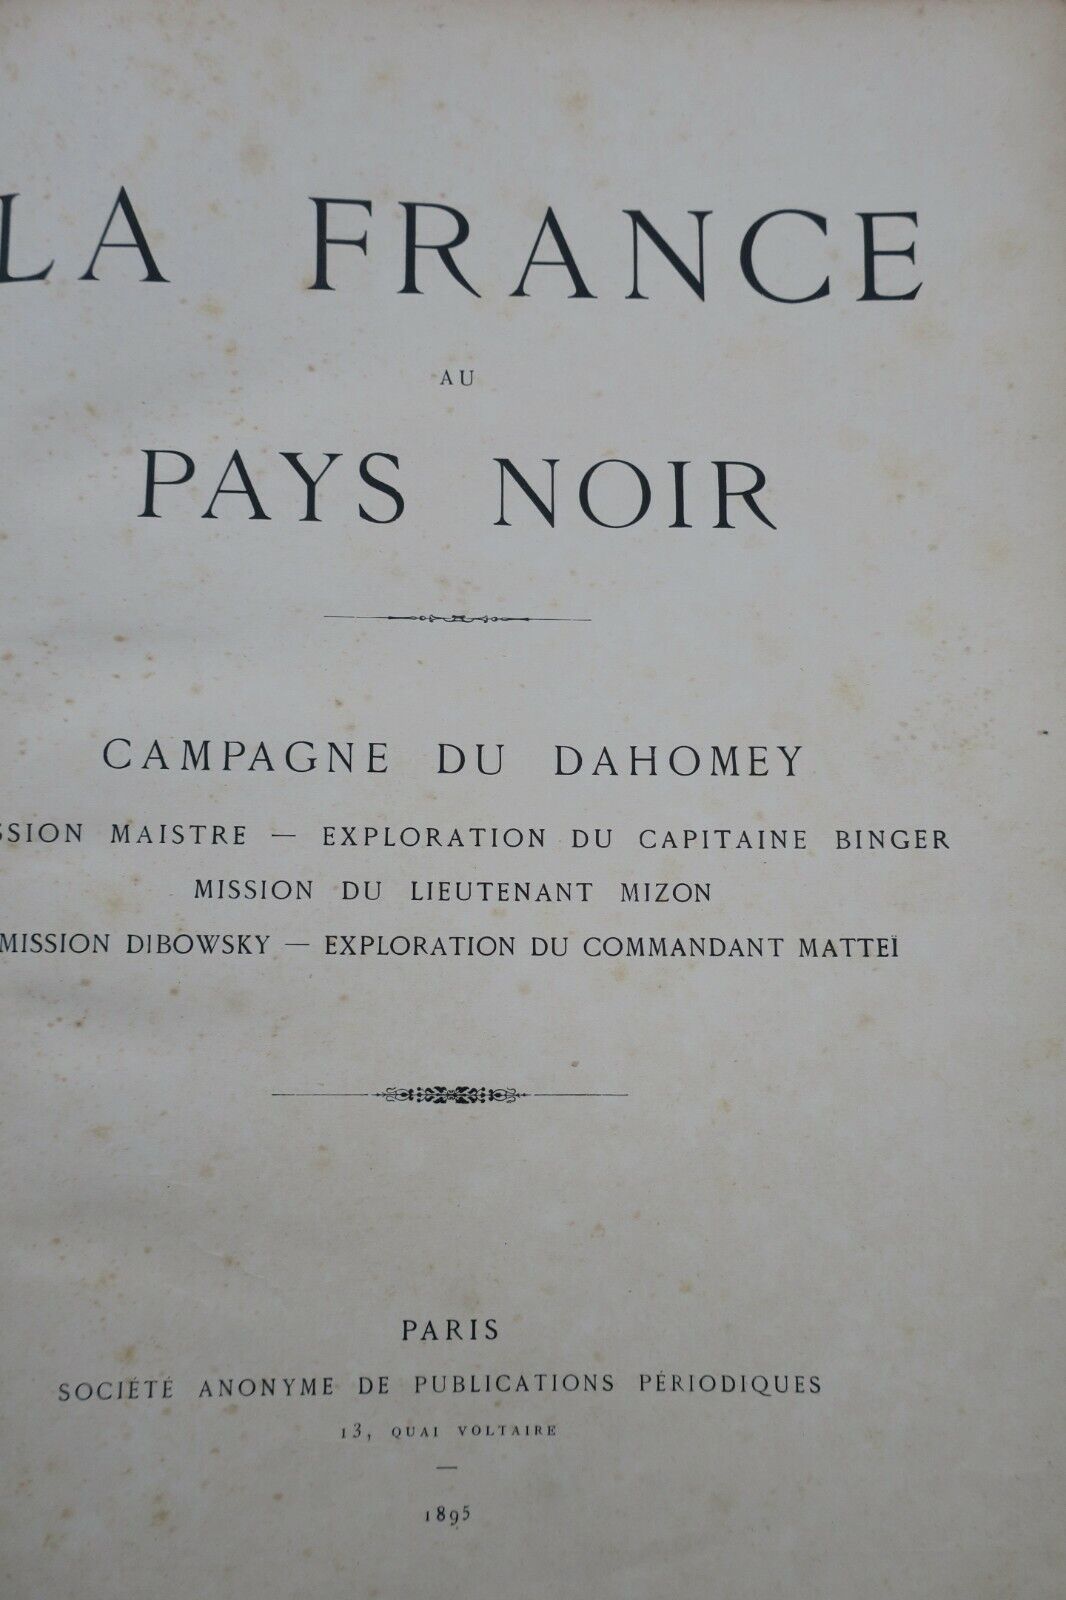 LA FRANCE
AU
PAYS NOIR
CAMPAGNE DU DAHOMEY
SSION MAISTRE — EXPLORATION DU CAPITAINE BINGER
MISSION DU LIEUTENANT MIZON
MISSION DIBOWSKY — EXPLORATION DU COMMANDANT MATTEÏ
PARIS
SOCIÉTÉ ANONYME DE PUBLICATIONS PÉRIODIQUES
13, QUAI VOLTAIRE
1895